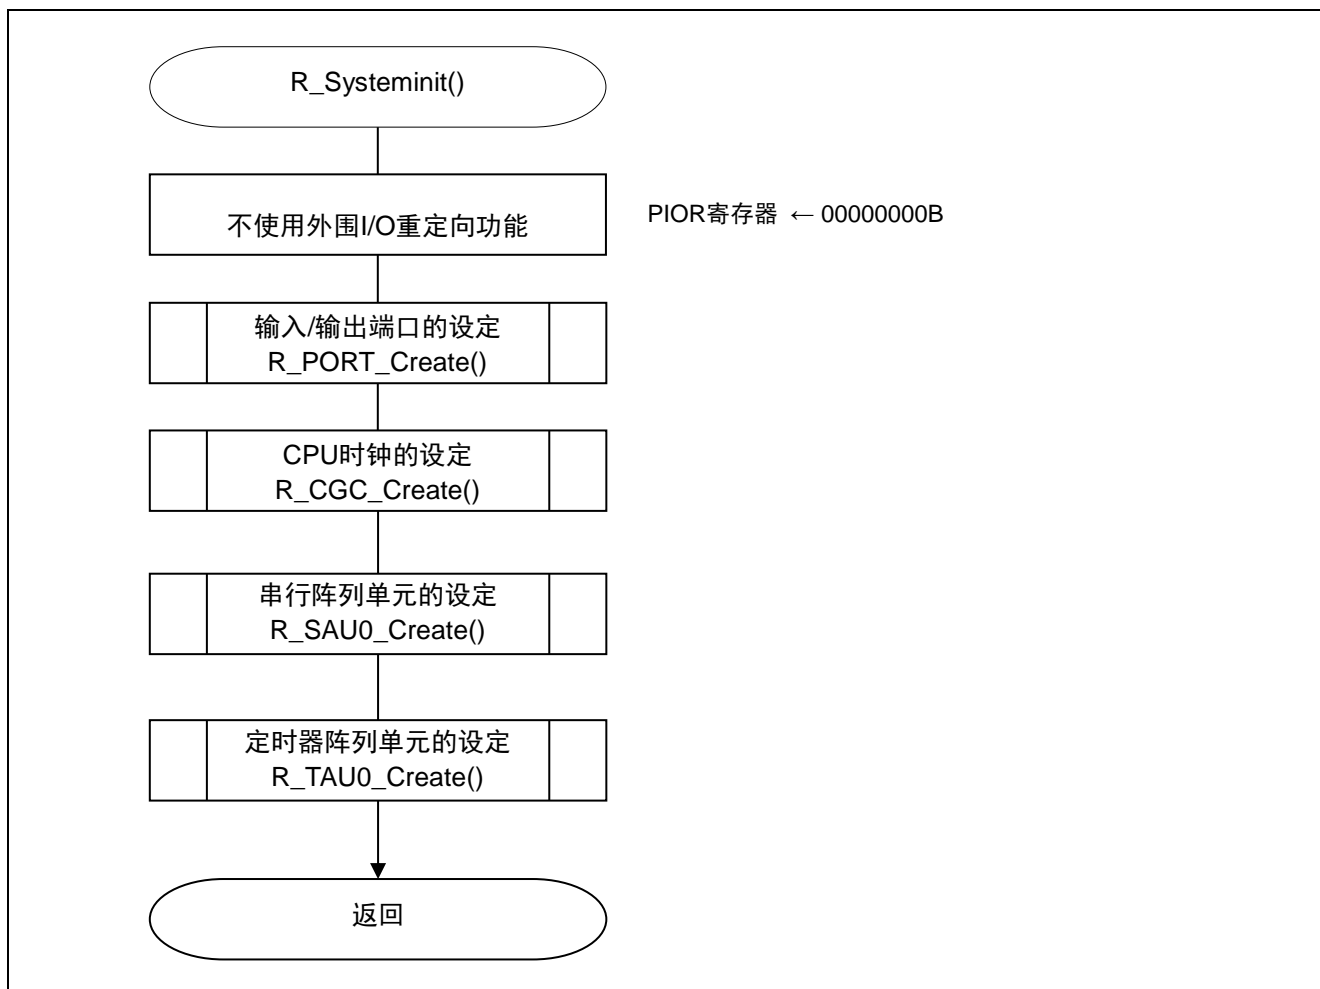 R_Systeminit()
不使用外围I/O重定向功能
PIOR寄存器 ← 00000000B
输入/输出端口的设定
R_PORT_Create()
CPU时钟的设定
R_CGC_Create()
串行阵列单元的设定
R_SAU0_Create()
定时器阵列单元的设定
R_TAU0_Create()
返回